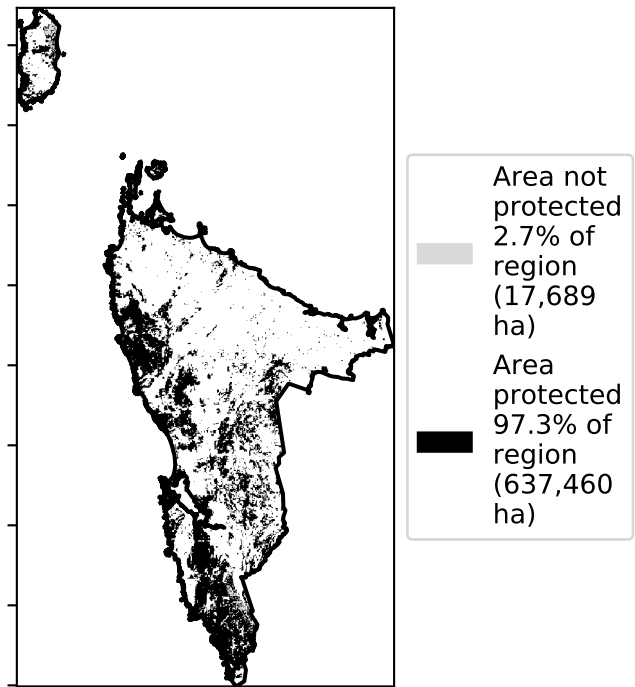 Area not
protected
2.7% of
region
(17,689
ha)
Area
protected
97.3% of
region
(637,460
ha)